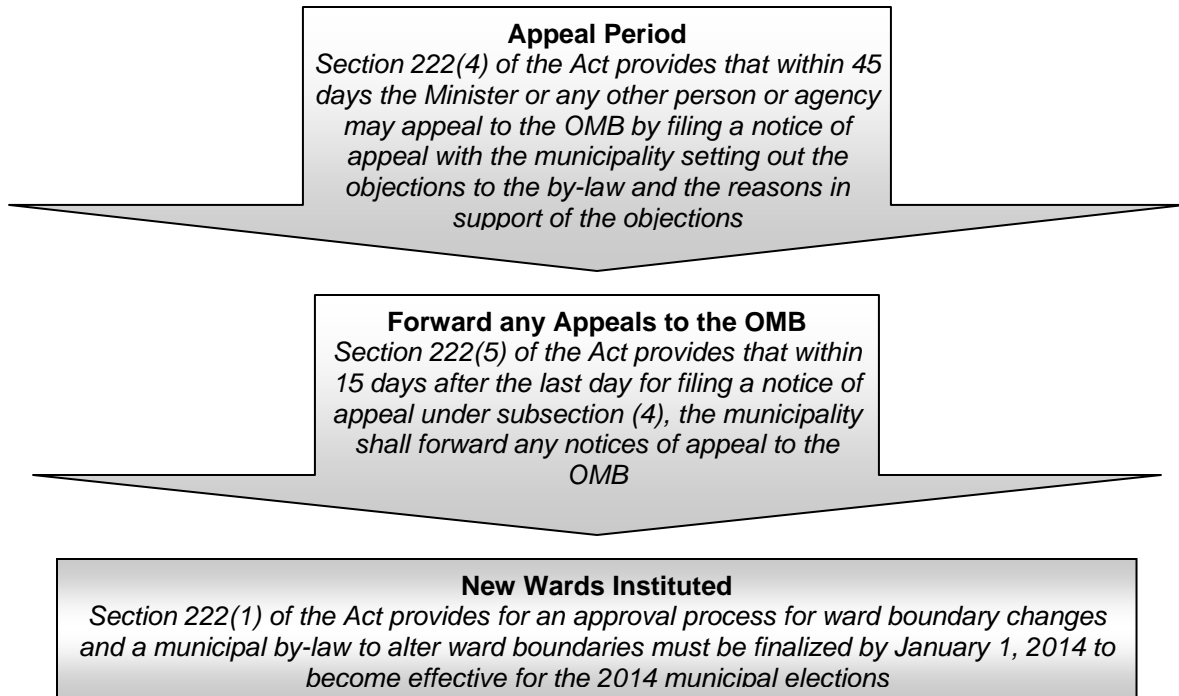 Appeal Period
Section 222(4) of the Act provides that within 45
days the Minister or any other person or agency
may appeal to the OMB by filing a notice of
appeal with the municipality setting out the
objections to the by-law and the reasons in
support of the objections
Forward any Appeals to the OMB
Section 222(5) of the Act provides that within
15 days after the last day for filing a notice of
appeal under subsection (4), the municipality
shall forward any notices of appeal to the
OMB
New Wards Instituted
Section 222(1) of the Act provides for an approval process for ward boundary changes
and a municipal by-law to alter ward boundaries must be finalized by January 1, 2014 to
become effective for the 2014 municipal elections